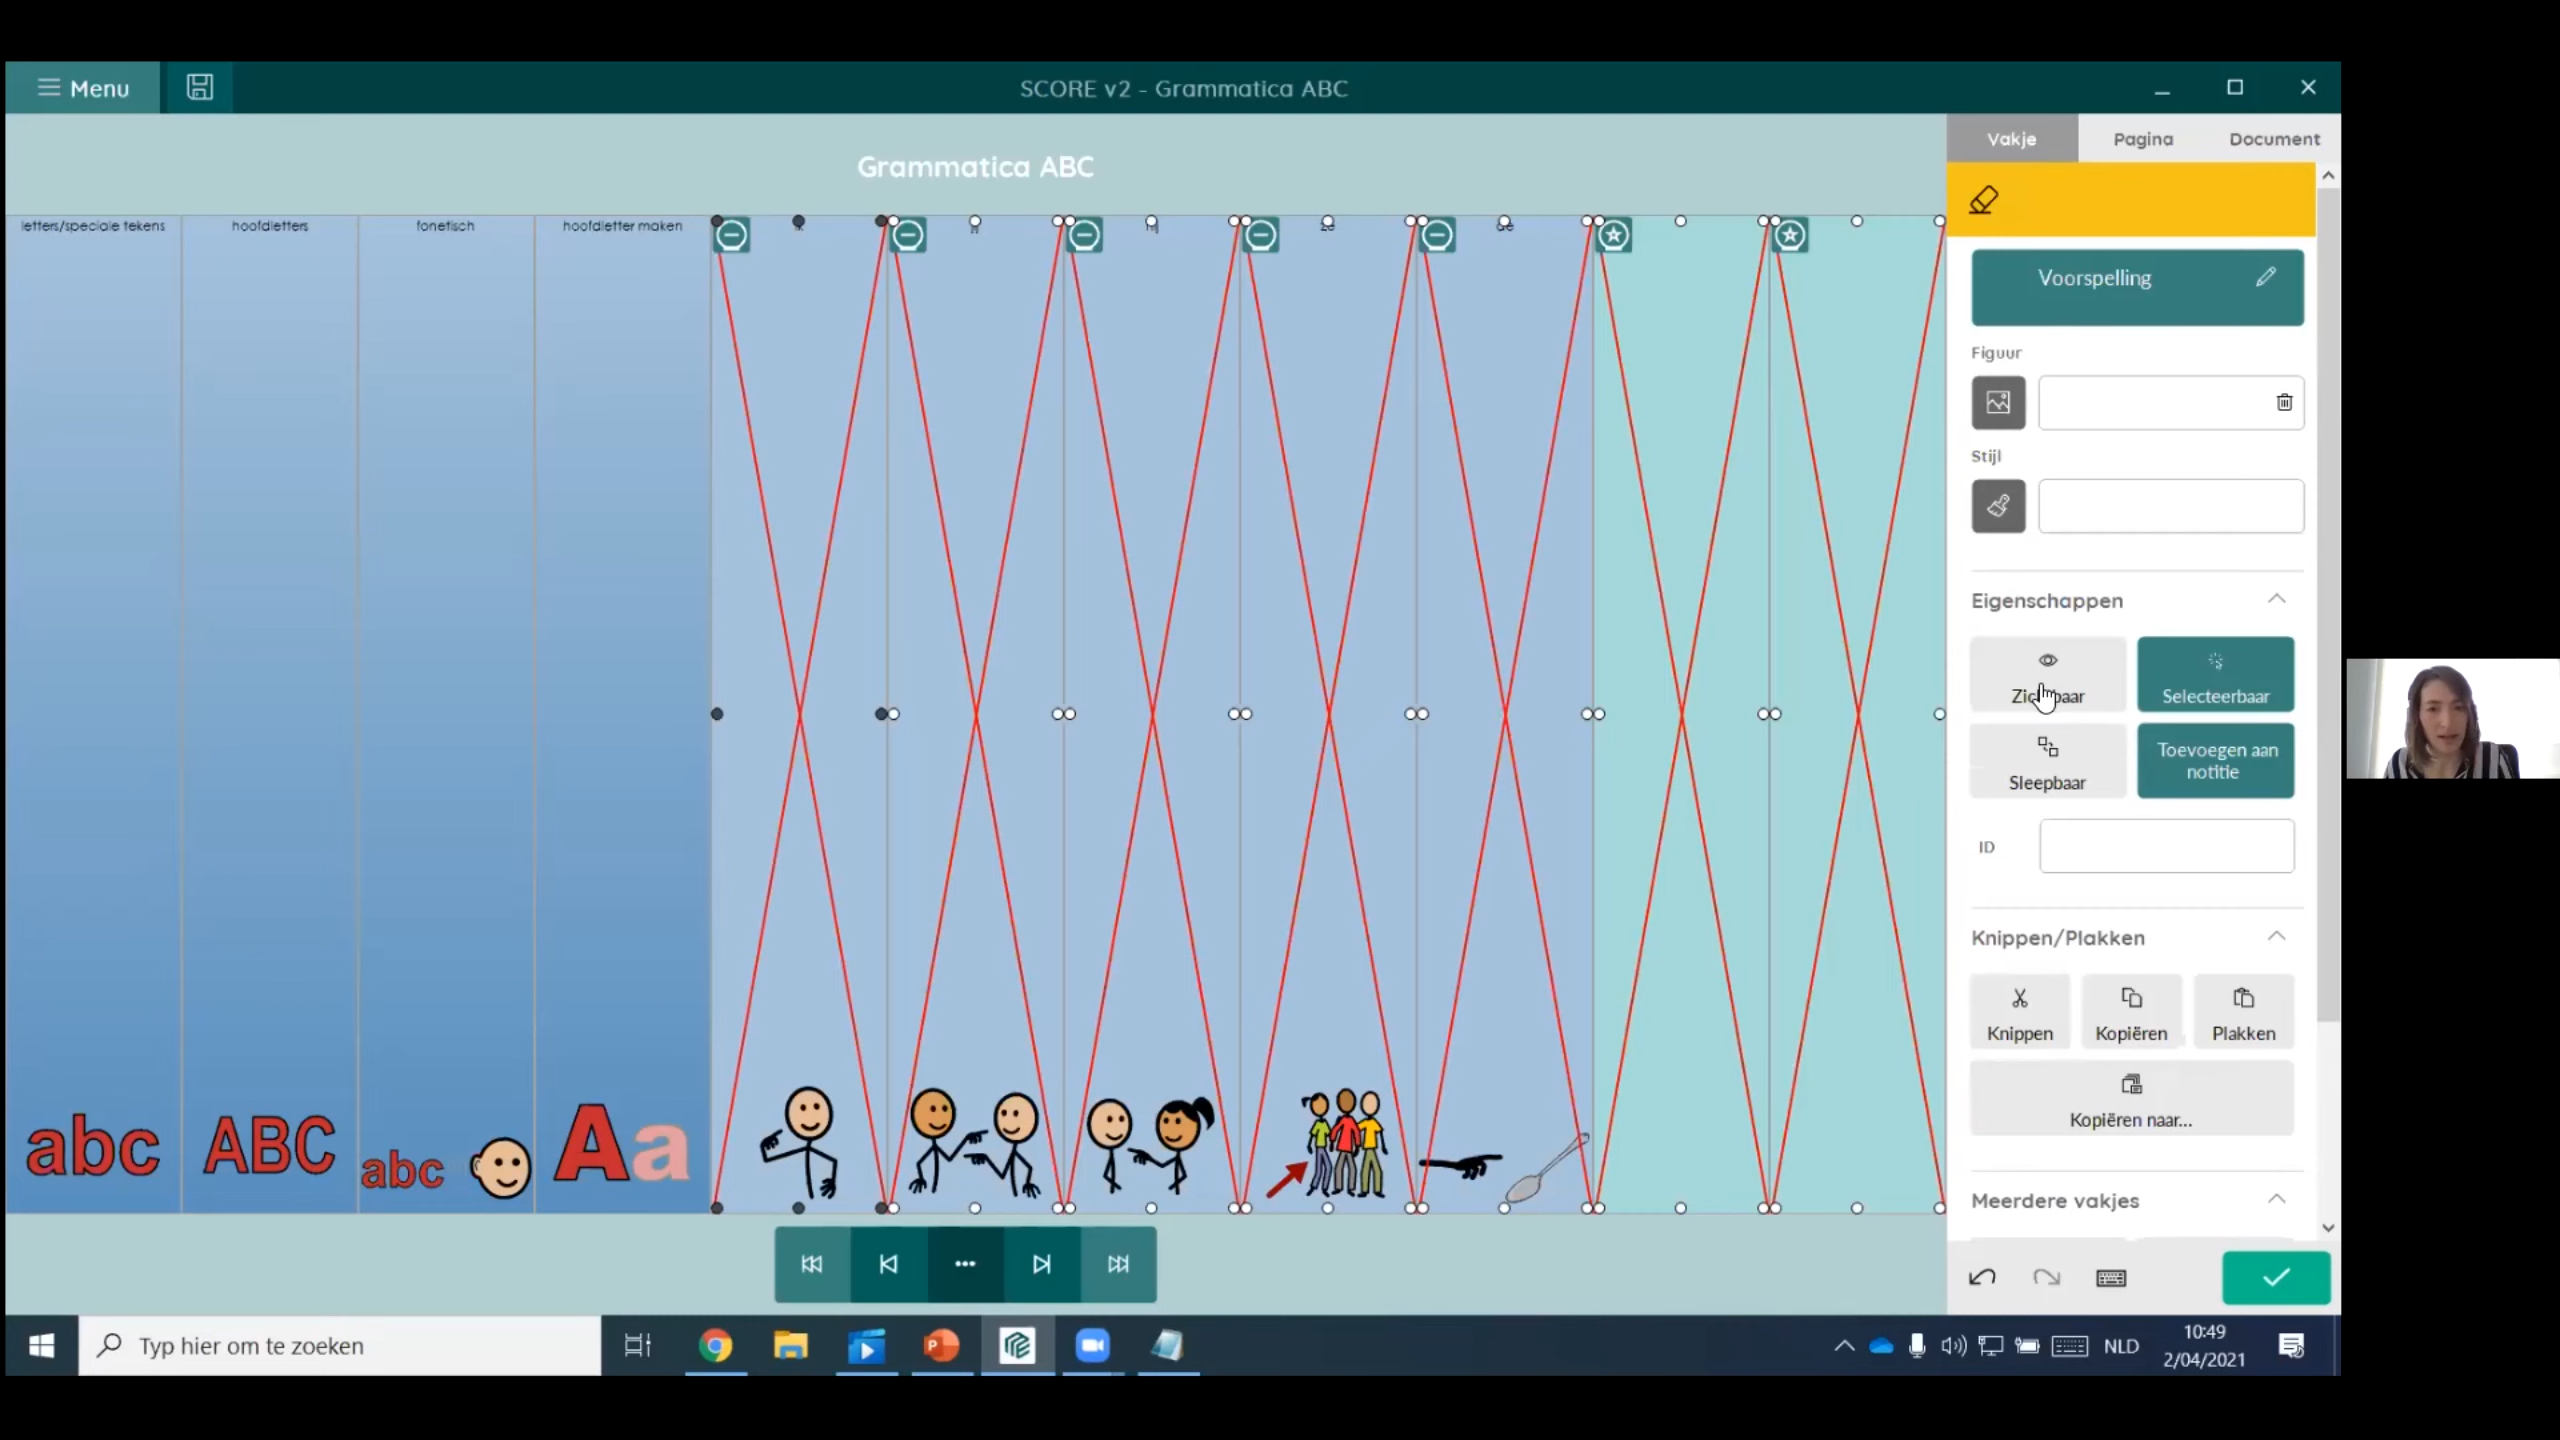 Menu
SCORE v2 - Grammatica ABC
Vakje
Pagina
Document
Grammatica ABC
letters/speciale tekens
hoofdletters
fonetisch
hoofdletter maken
abc
ABC
abc
Aa
Voorspelling
Figuur
Stijl
Eigenschappen
Selecteerbaar
Sleepbaar
Toevoegen aan
notitie
ID
Knippen/Plakken
Knippen
Kopiëren
Plakken
Kopiëren naar...
Meerdere vakjes
Typ hier om te zoeken
NLD
10:49
2/04/2021